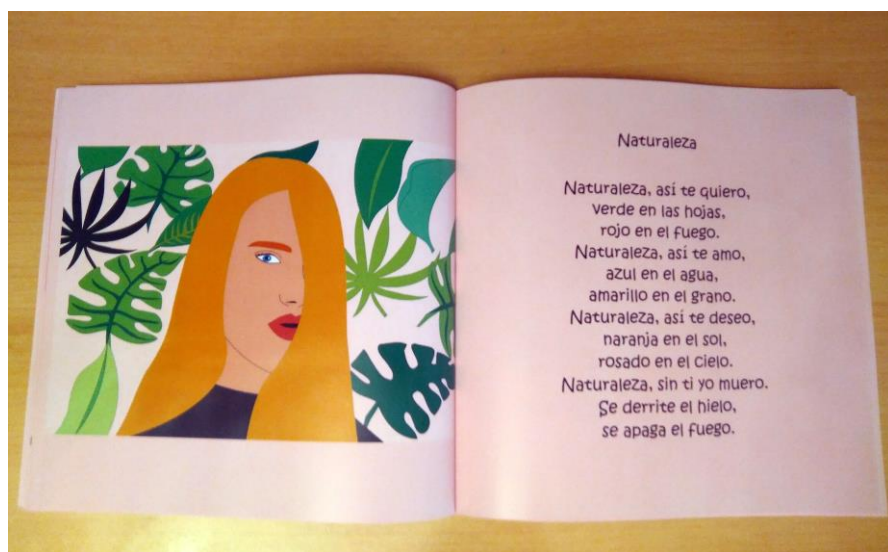 Naturaleza
Naturaleza, así te quiero,
verde en las hojas,
rojo en el fuego.
Naturaleza, así te amo,
azul en el agua,
amarillo en el grano.
Naturaleza, así te deseo,
naranja en el sol,
rosado en el cielo.
Naturaleza, sin ti yo muero.
Se derrite el hielo,
se apaga el fuego.